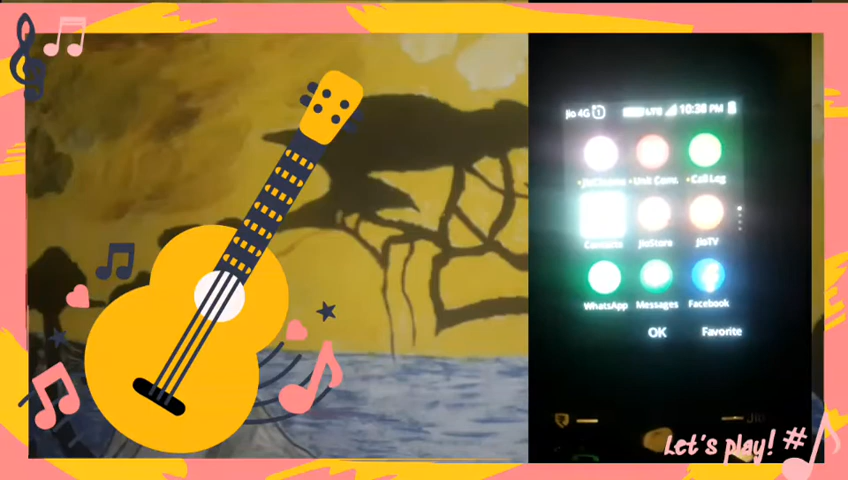 Jio 4G 1 LTE 10:38 PM
JioCinema Unit Conv. Call Log
Contacts JioStore JioTV
WhatsApp Messages Facebook
OK Favorite
Let's play! #